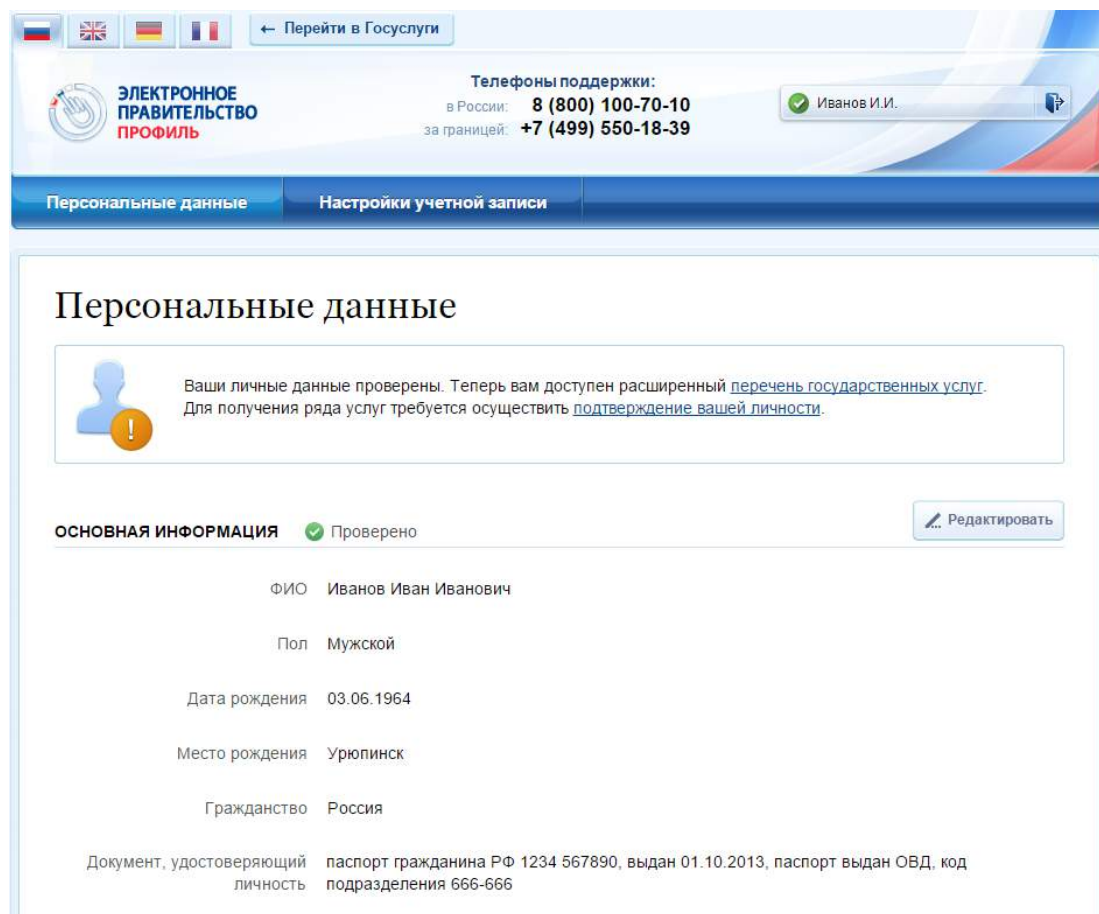 ← Перейти в Госуслуги
ЭЛЕКТРОННОЕ
ПРАВИТЕЛЬСТВО
ПРОФИЛЬ
Телефоны поддержки:
в России: 8 (800) 100-70-10
за границей: +7 (499) 550-18-39
Иванов И.И.
Персональные данные
Настройки учетной записи
Персональные данные
Ваши личные данные проверены. Теперь вам доступен расширенный перечень государственных услуг.
Для получения ряда услуг требуется осуществить подтверждение вашей личности.
ОСНОВНАЯ ИНФОРМАЦИЯ Проверено
Редактировать
ФИО Иванов Иван Иванович
Пол Мужской
Дата рождения 03.06.1964
Место рождения Урюпинск
Гражданство Россия
Документ, удостоверяющий паспорт гражданина РФ 1234 567890, выдан 01.10.2013, паспорт выдан ОВД, код
личность подразделения 666-666